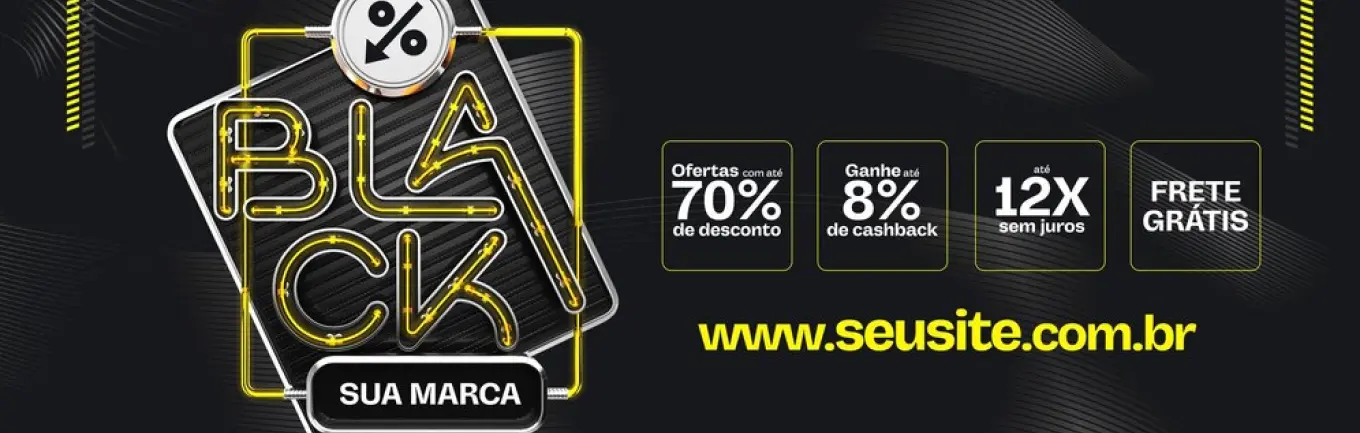 %
BLA
CK
SUA MARCA
Ofertas com até
70%
de desconto
Ganhe até
8%
de cashback
até
12X
sem juros
FRETE
GRÁTIS
www.seusite.com.br